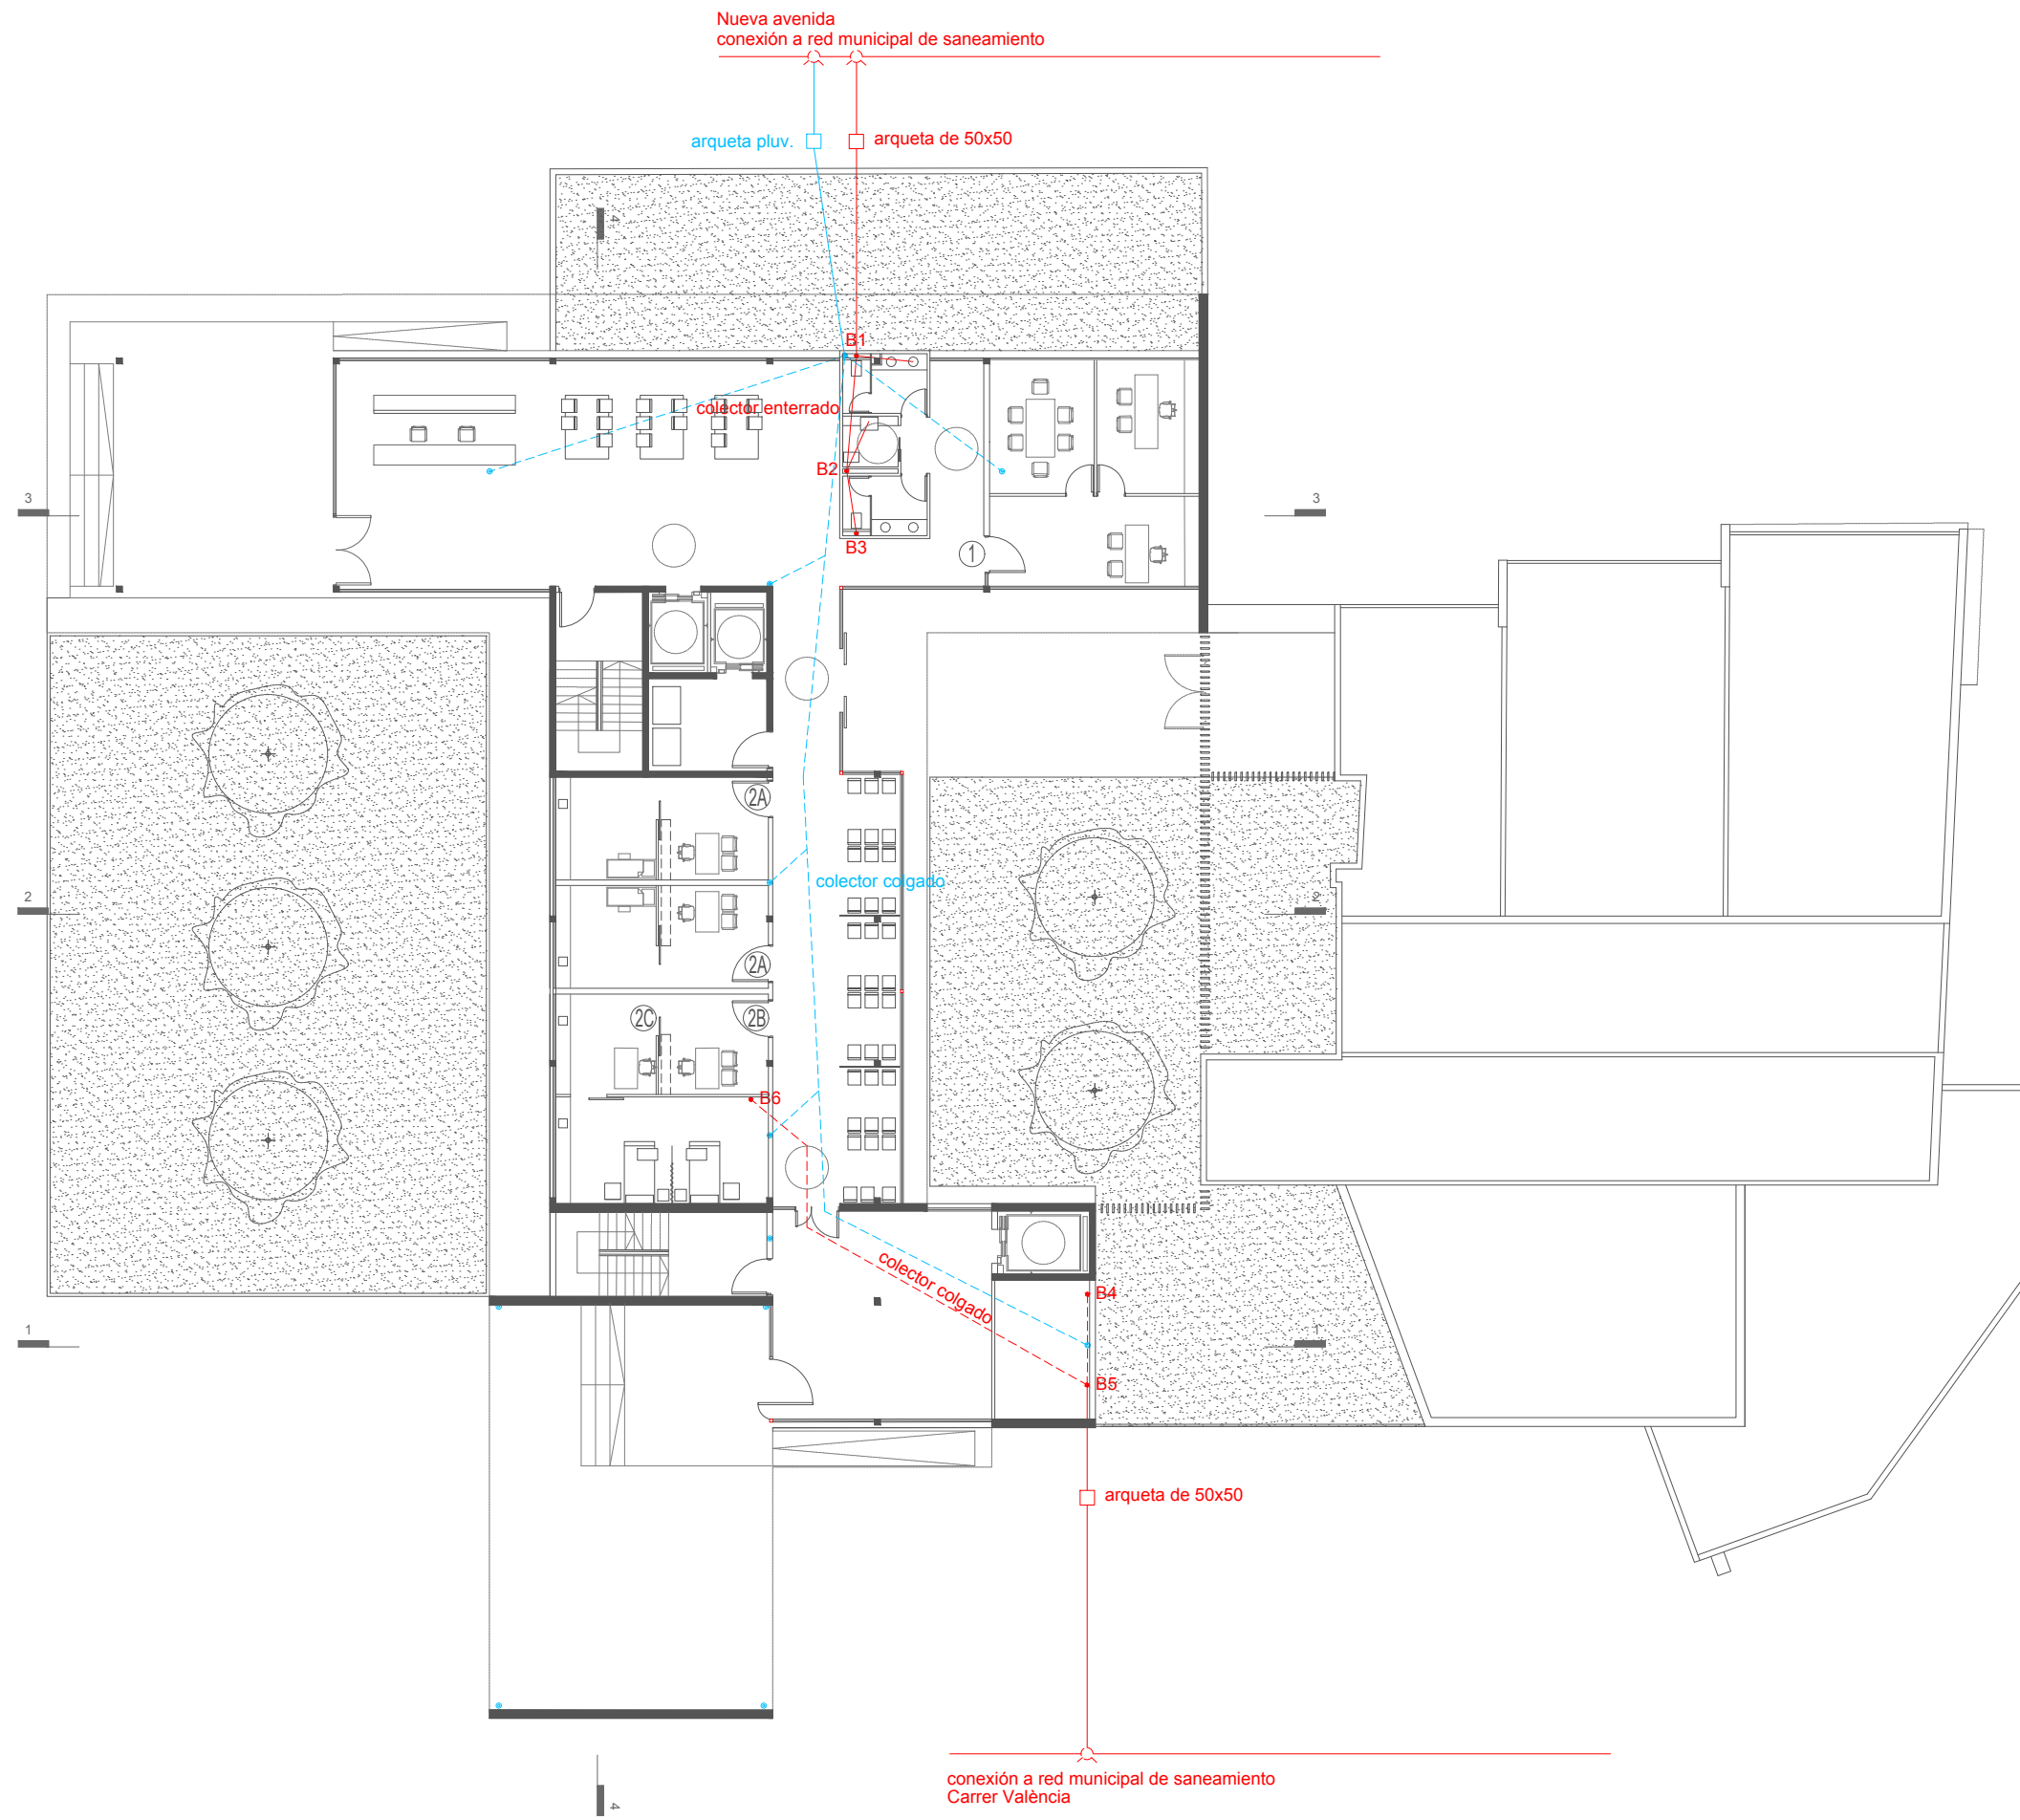 Nueva avenida
conexión a red municipal de saneamiento
arqueta pluv.
arqueta de 50x50
4
B1
colector enterrado
B2
3
3
B3
1
2A
colector colgado
2
2
2A
2C
2B
B6
colector colgado
B4
1
1
B5
arqueta de 50x50
conexión a red municipal de saneamiento
Carrer València
4